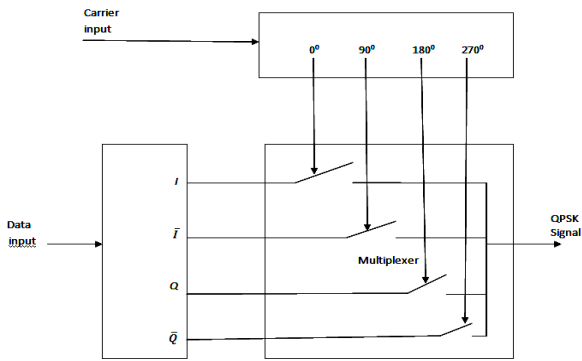 Carrier
input
0⁰ 90⁰ 180⁰ 270⁰
I
Data
input
Ī
QPSK
Signal
Multiplexer
Q
Q̄